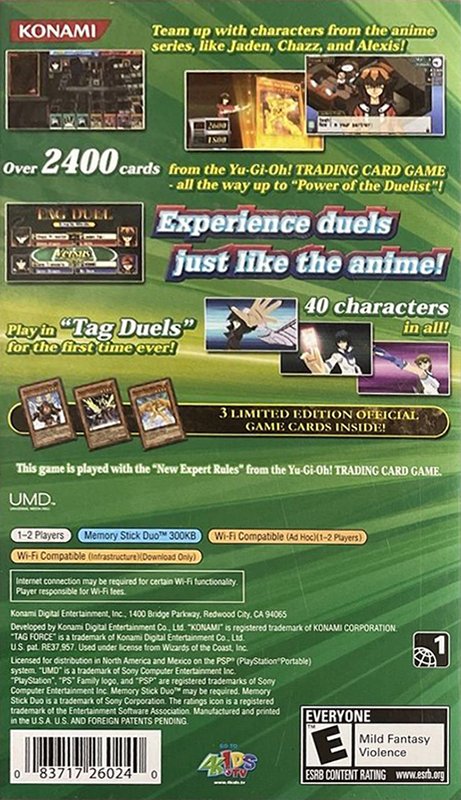 KONAMI
Team up with characters from the anime
series, like Jaden, Chazz, and Alexis!
2600
1800
Over 2400 cards
from the Yu-Gi-Oh! TRADING CARD GAME
- all the way up to "Power of the Duelist"!
TAG DUEL
Versus
Experience duels
just like the anime!
Play in "Tag Duels"
for the first time ever!
40 characters
in all!
3 LIMITED EDITION OFFICIAL
GAME CARDS INSIDE!
This game is played with the "New Expert Rules" from the Yu-Gi-Oh! TRADING CARD GAME.
UMD™
1–2 Players
Memory Stick Duo™ 300KB
Wi-Fi Compatible (Ad Hoc)(1–2 Players)
Wi-Fi Compatible (Infrastructure)(Download Only)
Internet connection may be required for certain Wi-Fi functionality.
Player responsible for Wi-Fi fees.
Konami Digital Entertainment, Inc., 1400 Bridge Parkway, Redwood City, CA 94065
Developed by Konami Digital Entertainment Co., Ltd. "KONAMI" is registered trademark of KONAMI CORPORATION.
"TAG FORCE" is a trademark of Konami Digital Entertainment Co., Ltd.
U.S. pat. RE37,957. Used under license from Wizards of the Coast, Inc.
Licensed for distribution in North America and Mexico on the PSP® (PlayStation®Portable)
system. "UMD" is a trademark of Sony Computer Entertainment Inc.
"PlayStation", "PS" Family logo, and "PSP" are registered trademarks of Sony
Computer Entertainment Inc. Memory Stick Duo™ may be required. Memory
Stick Duo is a trademark of Sony Corporation. The ratings icon is a registered
trademark of the Entertainment Software Association. Manufactured and printed
in the U.S.A. U.S. AND FOREIGN PATENTS PENDING.
1
0 83717 26024 0
GO TO
4KiDS.TV
www.4kids.tv
EVERYONE
E
Mild Fantasy
Violence
ESRB CONTENT RATING
www.esrb.org